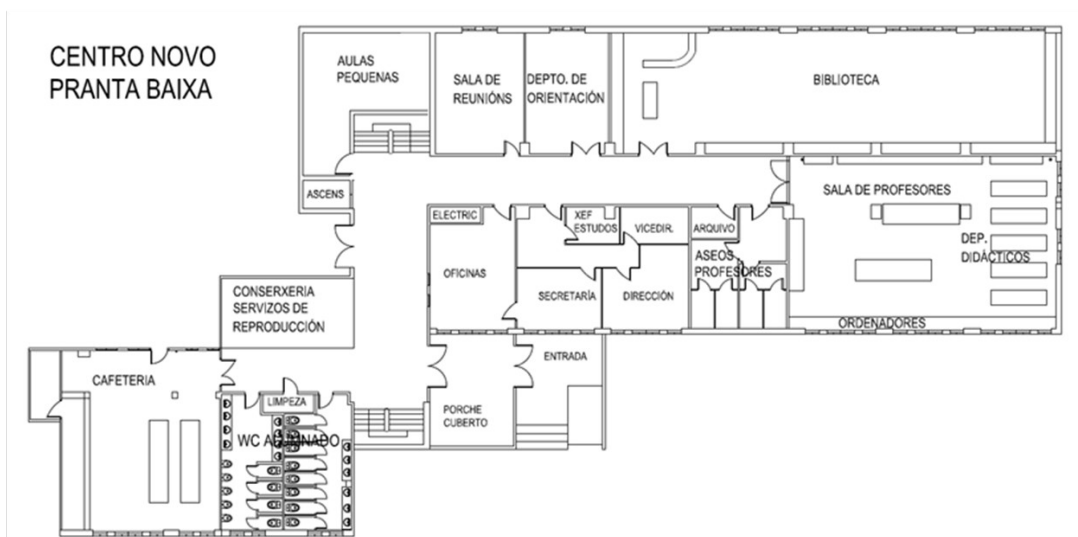 CENTRO NOVO
PRANTA BAIXA
AULAS
PEQUENAS
SALA DE
REUNIÓNS
DEPTO. DE
ORIENTACIÓN
BIBLIOTECA
ASCENS
SALA DE PROFESORES
ELECTRIC
XEF
ESTUDOS
VICEDIR.
ARQUIVO
ASEOS
PROFESORES
DEP.
DIDÁCTICOS
OFICINAS
SECRETARÍA
DIRECCIÓN
ORDENADORES
CONSERXERIA
SERVIZOS DE
REPRODUCCIÓN
ENTRADA
CAFETERIA
LIMPEZA
PORCHE
CUBERTO
WC ALUMNADO